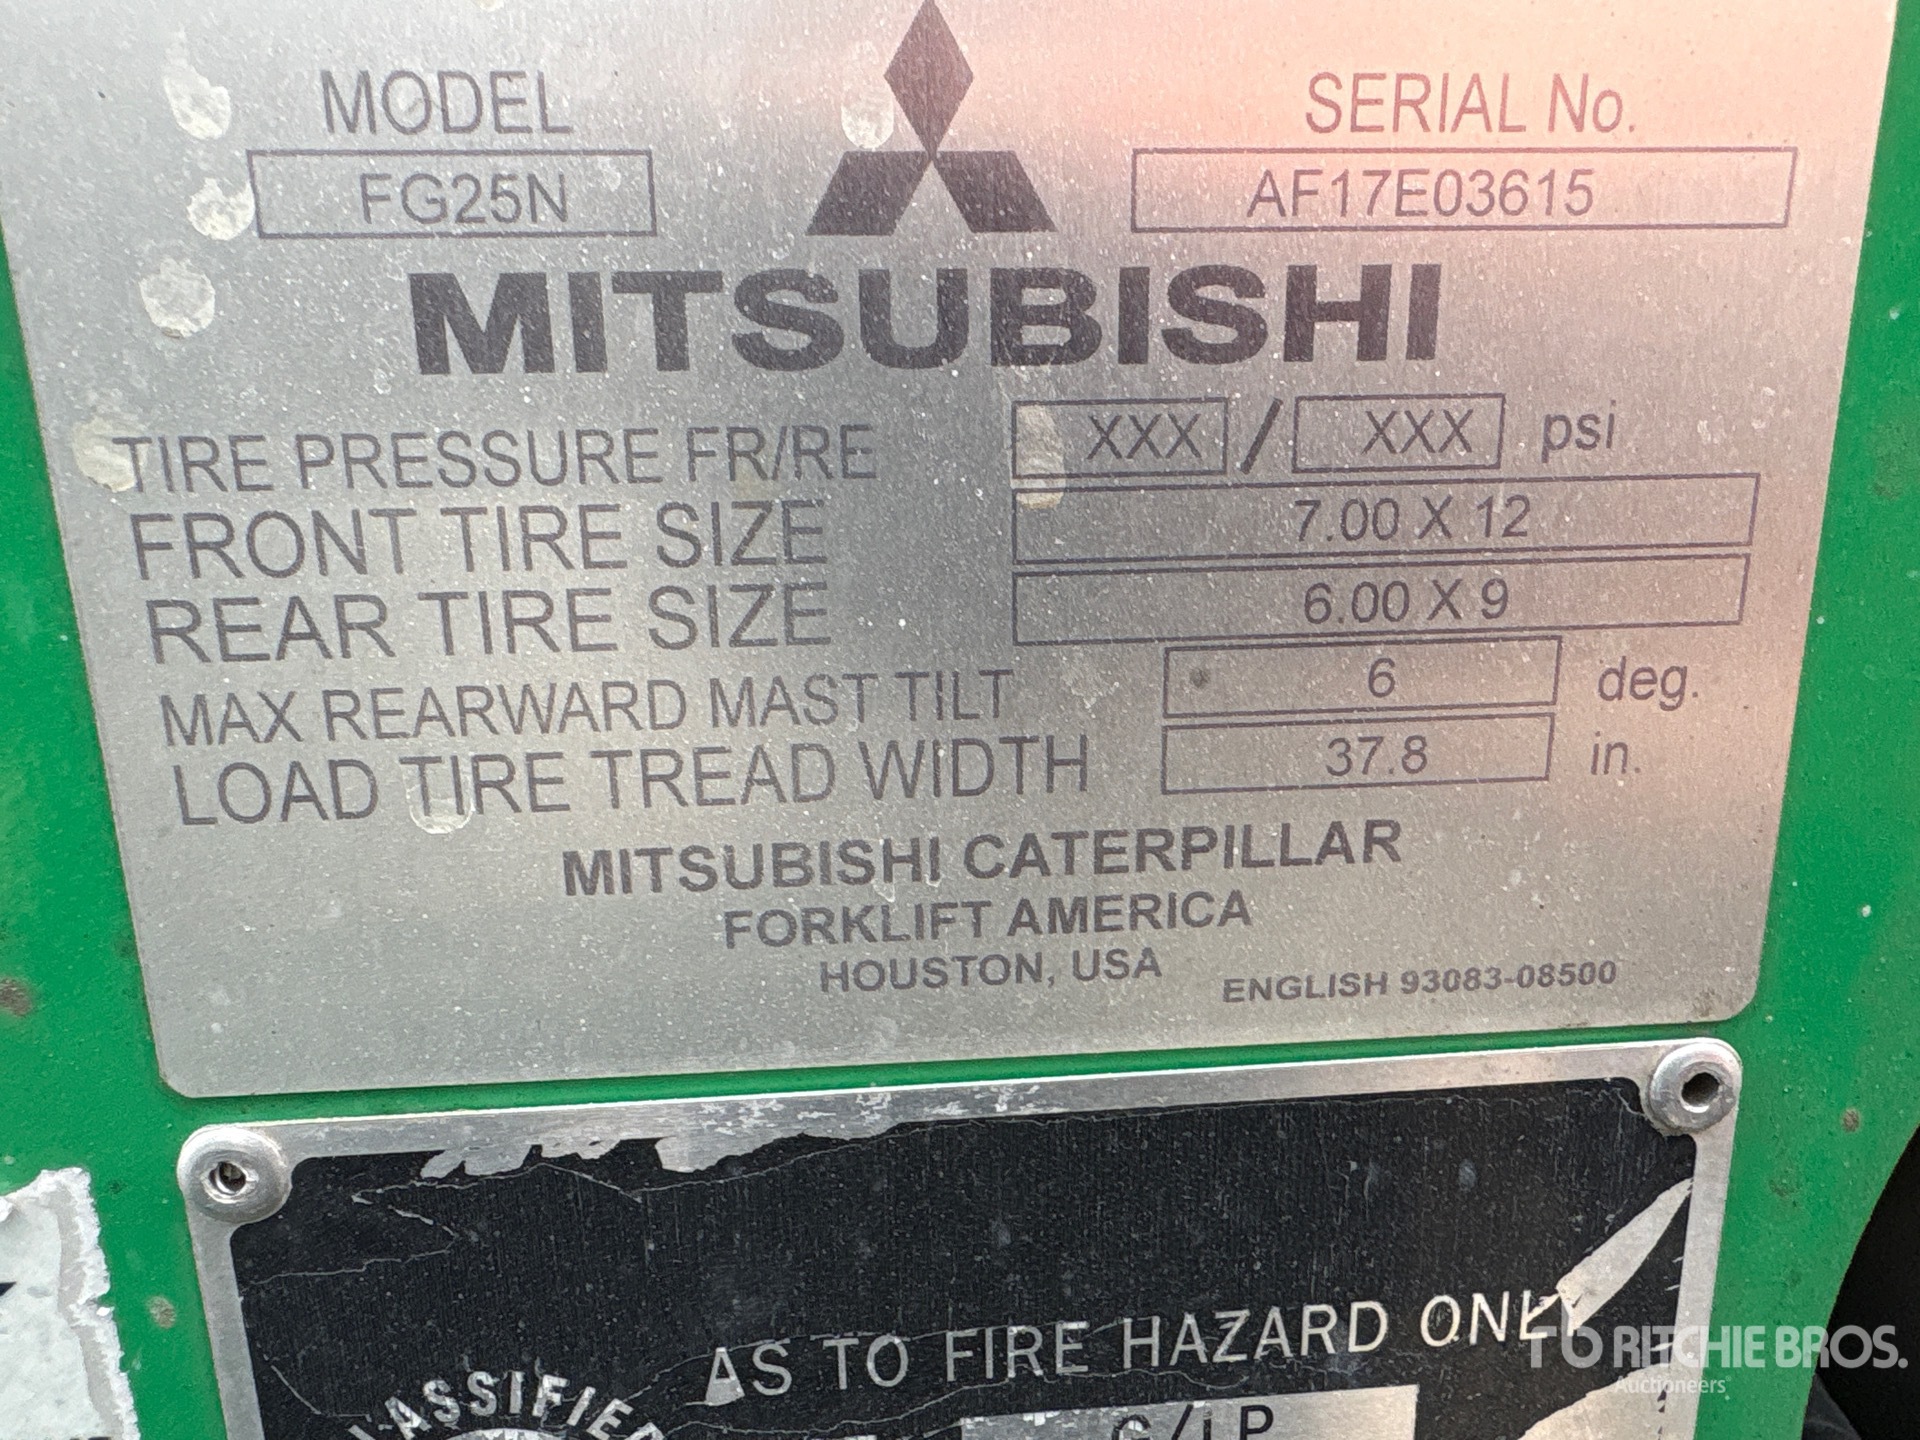 MODEL SERIAL No.
FG25N AF17E03615
MITSUBISHI
TIRE PRESSURE FR/RE XXX / XXX psi
FRONT TIRE SIZE 7.00 X 12
REAR TIRE SIZE 6.00 X 9
MAX REARWARD MAST TILT 6 deg.
LOAD TIRE TREAD WIDTH 37.8 in.
MITSUBISHI CATERPILLAR
FORKLIFT AMERICA
HOUSTON, USA
ENGLISH 93083-08500
AS TO FIRE HAZARD ONLY
CLASSIFIED
G/LP
RITCHIE BROS.
Auctioneers